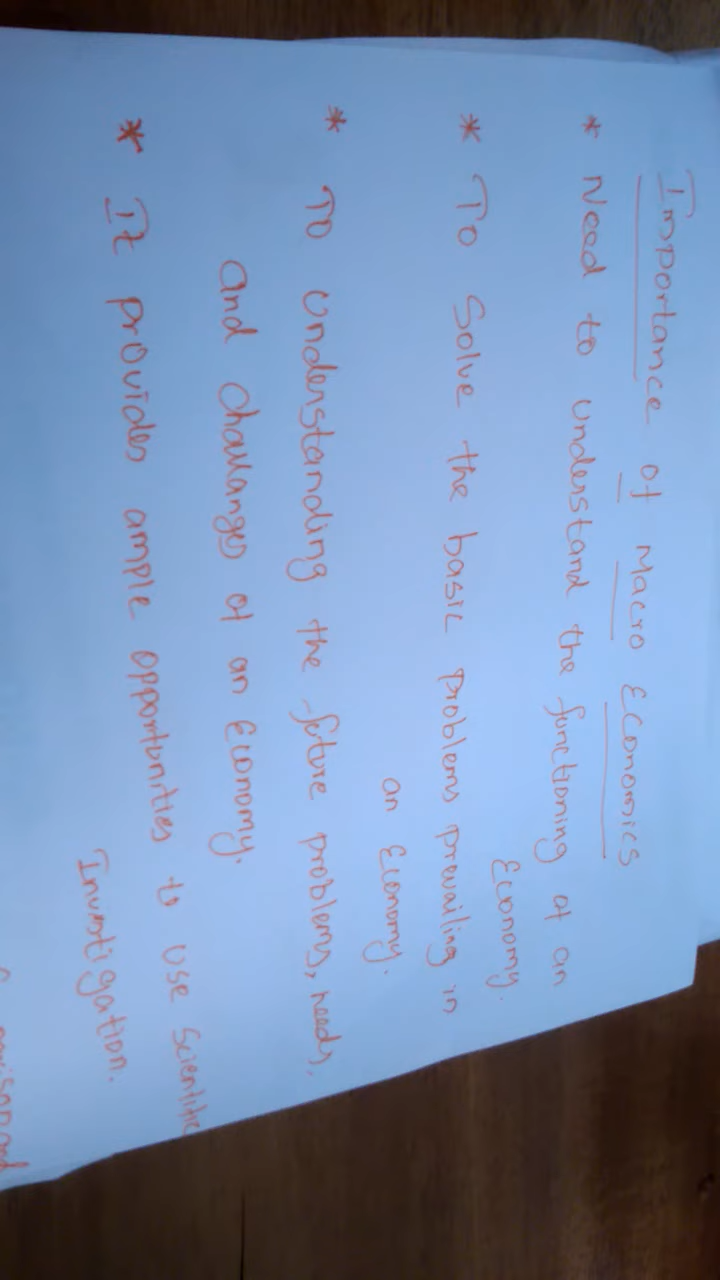 Importance of Macro Economics
* Need to understand the functioning of an
Economy.
* To Solve the basic problems prevailing in
an Economy.
* To Understanding the future problems, needs,
and challanges of an Economy.
* It provides ample opportunities to use Scientific
Investigation.